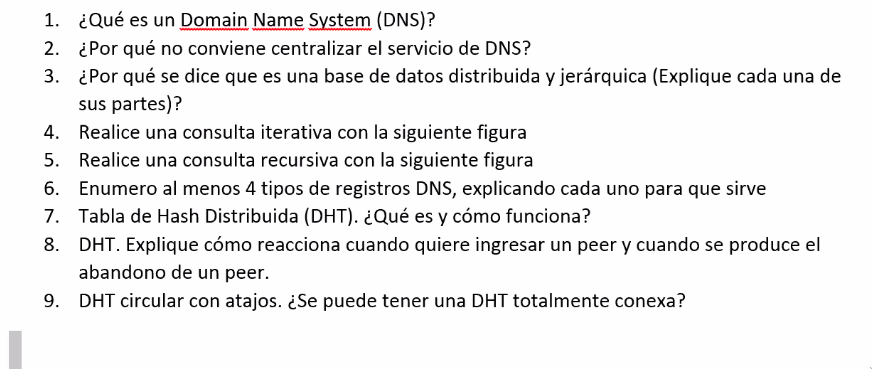 1. ¿Qué es un Domain Name System (DNS)?
2. ¿Por qué no conviene centralizar el servicio de DNS?
3. ¿Por qué se dice que es una base de datos distribuida y jerárquica (Explique cada una de
sus partes)?
4. Realice una consulta iterativa con la siguiente figura
5. Realice una consulta recursiva con la siguiente figura
6. Enumero al menos 4 tipos de registros DNS, explicando cada uno para que sirve
7. Tabla de Hash Distribuida (DHT). ¿Qué es y cómo funciona?
8. DHT. Explique cómo reacciona cuando quiere ingresar un peer y cuando se produce el
abandono de un peer.
9. DHT circular con atajos. ¿Se puede tener una DHT totalmente conexa?